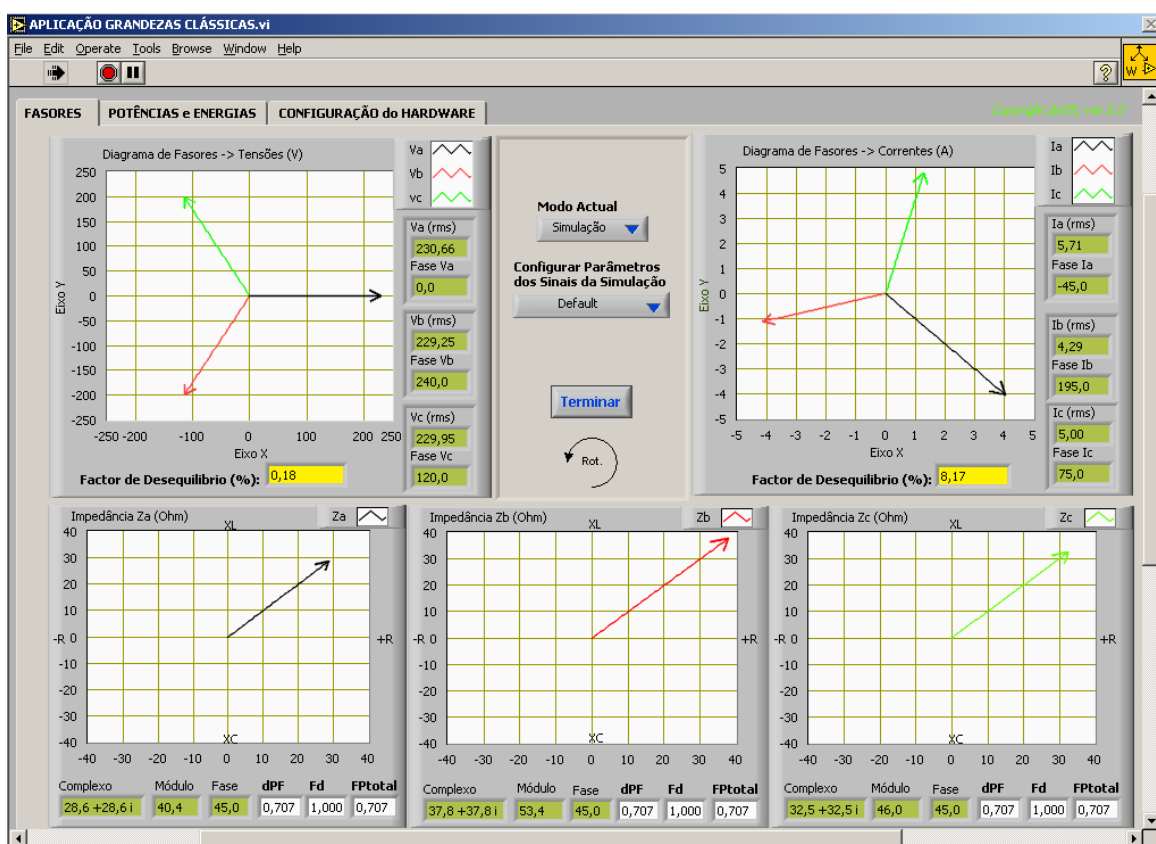 APLICAÇÃO GRANDEZAS CLÁSSICAS.vi
File Edit Operate Tools Browse Window Help
FASORES
POTÊNCIAS e ENERGIAS
CONFIGURAÇÃO do HARDWARE
Diagrama de Fasores -> Tensões (V)
Va
Vb
vc
250
200
150
100
50
0
-50
-100
-150
-200
-250
Eixo Y
-250 -200 -100 0 100 200 250
Eixo X
Va (rms)
230,66
Fase Va
0,0
Vb (rms)
229,25
Fase Vb
240,0
Vc (rms)
229,95
Fase Vc
120,0
Factor de Desequilibrio (%): 0,18
Modo Actual
Simulação
Configurar Parâmetros
dos Sinais da Simulação
Default
Terminar
Rot.
Diagrama de Fasores -> Correntes (A)
Ia
Ib
Ic
5
4
3
2
1
0
-1
-2
-3
-4
-5
Eixo Y
-5 -4 -3 -2 -1 0 1 2 3 4 5
Eixo X
Ia (rms)
5,71
Fase Ia
-45,0
Ib (rms)
4,29
Fase Ib
195,0
Ic (rms)
5,00
Fase Ic
75,0
Factor de Desequilibrio (%): 8,17
Impedância Za (Ohm)
XL
Za
40
30
20
10
-R 0
+R
-10
-20
-30
-40
XC
-40 -30 -20 -10 0 10 20 30 40
Complexo Módulo Fase dPF Fd FPtotal
28,6 +28,6 i 40,4 45,0 0,707 1,000 0,707
Impedância Zb (Ohm)
XL
Zb
40
30
20
10
-R 0
+R
-10
-20
-30
-40
XC
-40 -30 -20 -10 0 10 20 30 40
Complexo Módulo Fase dPF Fd FPtotal
37,8 +37,8 i 53,4 45,0 0,707 1,000 0,707
Impedância Zc (Ohm)
XL
Zc
40
30
20
10
-R 0
+R
-10
-20
-30
-40
XC
-40 -30 -20 -10 0 10 20 30 40
Complexo Módulo Fase dPF Fd FPtotal
32,5 +32,5 i 46,0 45,0 0,707 1,000 0,707